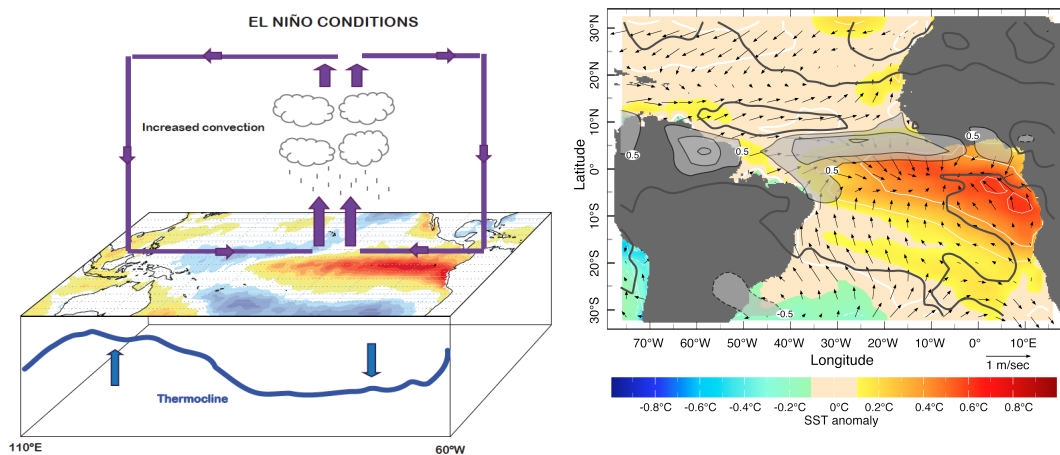 EL NIÑO CONDITIONS
Increased convection
Thermocline
110°E
60°W
30°N
20°N
10°N
0°
10°S
20°S
30°S
Latitude
0.5
0.5
0.5
0.5
-0.5
70°W 60°W 50°W 40°W 30°W 20°W 10°W 0° 10°E
Longitude
1 m/sec
-0.8°C -0.6°C -0.4°C -0.2°C 0°C 0.2°C 0.4°C 0.6°C 0.8°C
SST anomaly